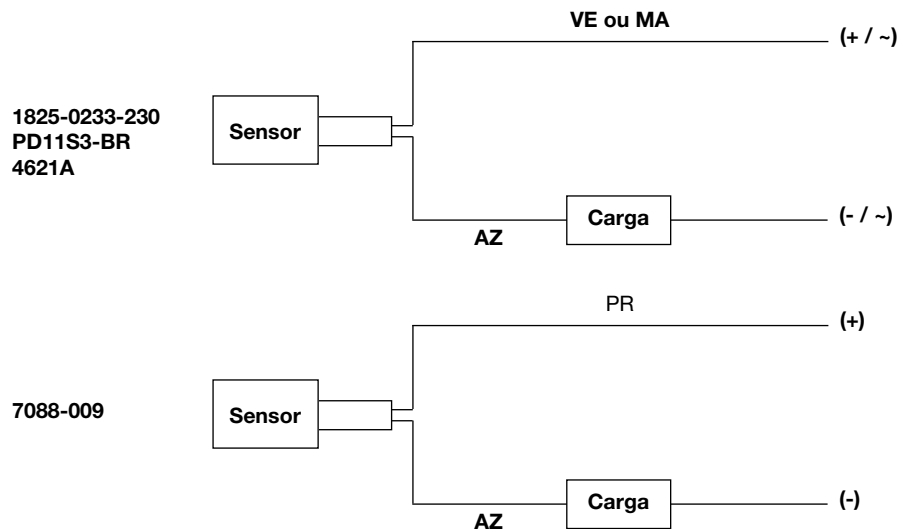 VE ou MA
(+ / ~)
1825-0233-230
PD11S3-BR
4621A
Sensor
Carga
(- / ~)
AZ
PR
(+)
7088-009
Sensor
Carga
(-)
AZ